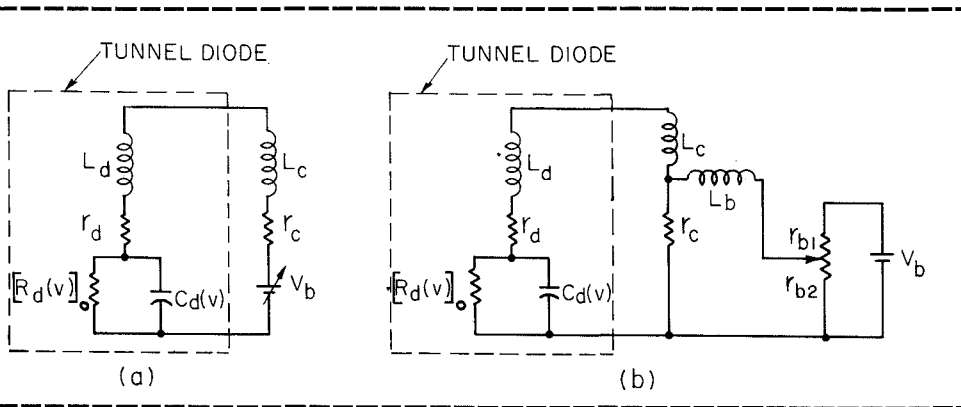 TUNNEL DIODE
Ld
rd
[Rd(v)]o
Cd(v)
Lc
rc
Vb
(a)
TUNNEL DIODE
Ld
rd
[Rd(v)]o
Cd(v)
Lc
Lb
rc
rb1
rb2
Vb
(b)